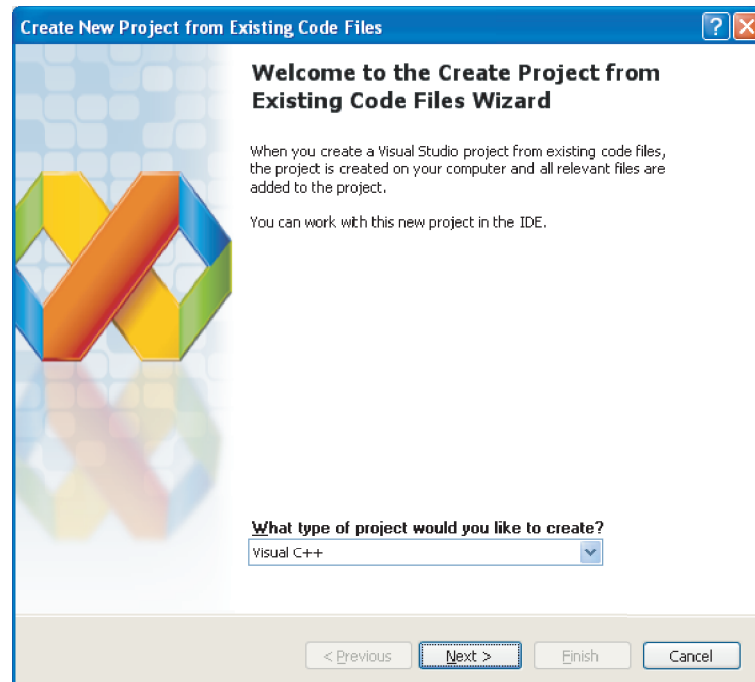 Create New Project from Existing Code Files
Welcome to the Create Project from
Existing Code Files Wizard
When you create a Visual Studio project from existing code files,
the project is created on your computer and all relevant files are
added to the project.
You can work with this new project in the IDE.
What type of project would you like to create?
Visual C++
< Previous
Next >
Finish
Cancel